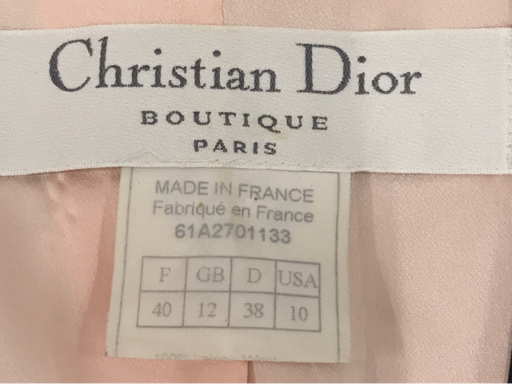 Christian Dior
BOUTIQUE
PARIS
MADE IN FRANCE
Fabriqué en France
61A2701133
F GB D USA
40 12 38 10